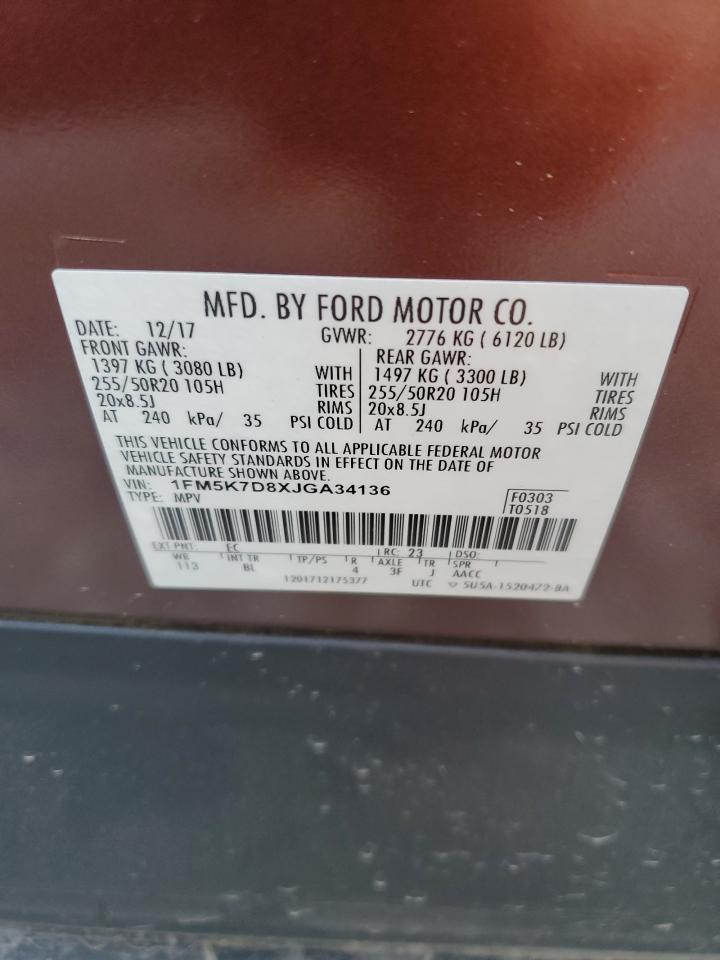 MFD. BY FORD MOTOR CO.
DATE: 12/17 GVWR: 2776 KG ( 6120 LB)
FRONT GAWR: REAR GAWR:
1397 KG ( 3080 LB) WITH 1497 KG ( 3300 LB) WITH
255/50R20 105H TIRES 255/50R20 105H TIRES
20x8.5J RIMS 20x8.5J RIMS
AT 240 kPa/ 35 PSI COLD AT 240 kPa/ 35 PSI COLD
THIS VEHICLE CONFORMS TO ALL APPLICABLE FEDERAL MOTOR
VEHICLE SAFETY STANDARDS IN EFFECT ON THE DATE OF
MANUFACTURE SHOWN ABOVE.
VIN: 1FM5K7D8XJGA34136
TYPE: MPV F0303
T0518
EXT PNT: EC RC: 23 DSO:
WB INT TR TP/PS R AXLE TR SPR
113 BL 4 3F J AACC
1201712175377 UTC 5U5A-1520472-BA